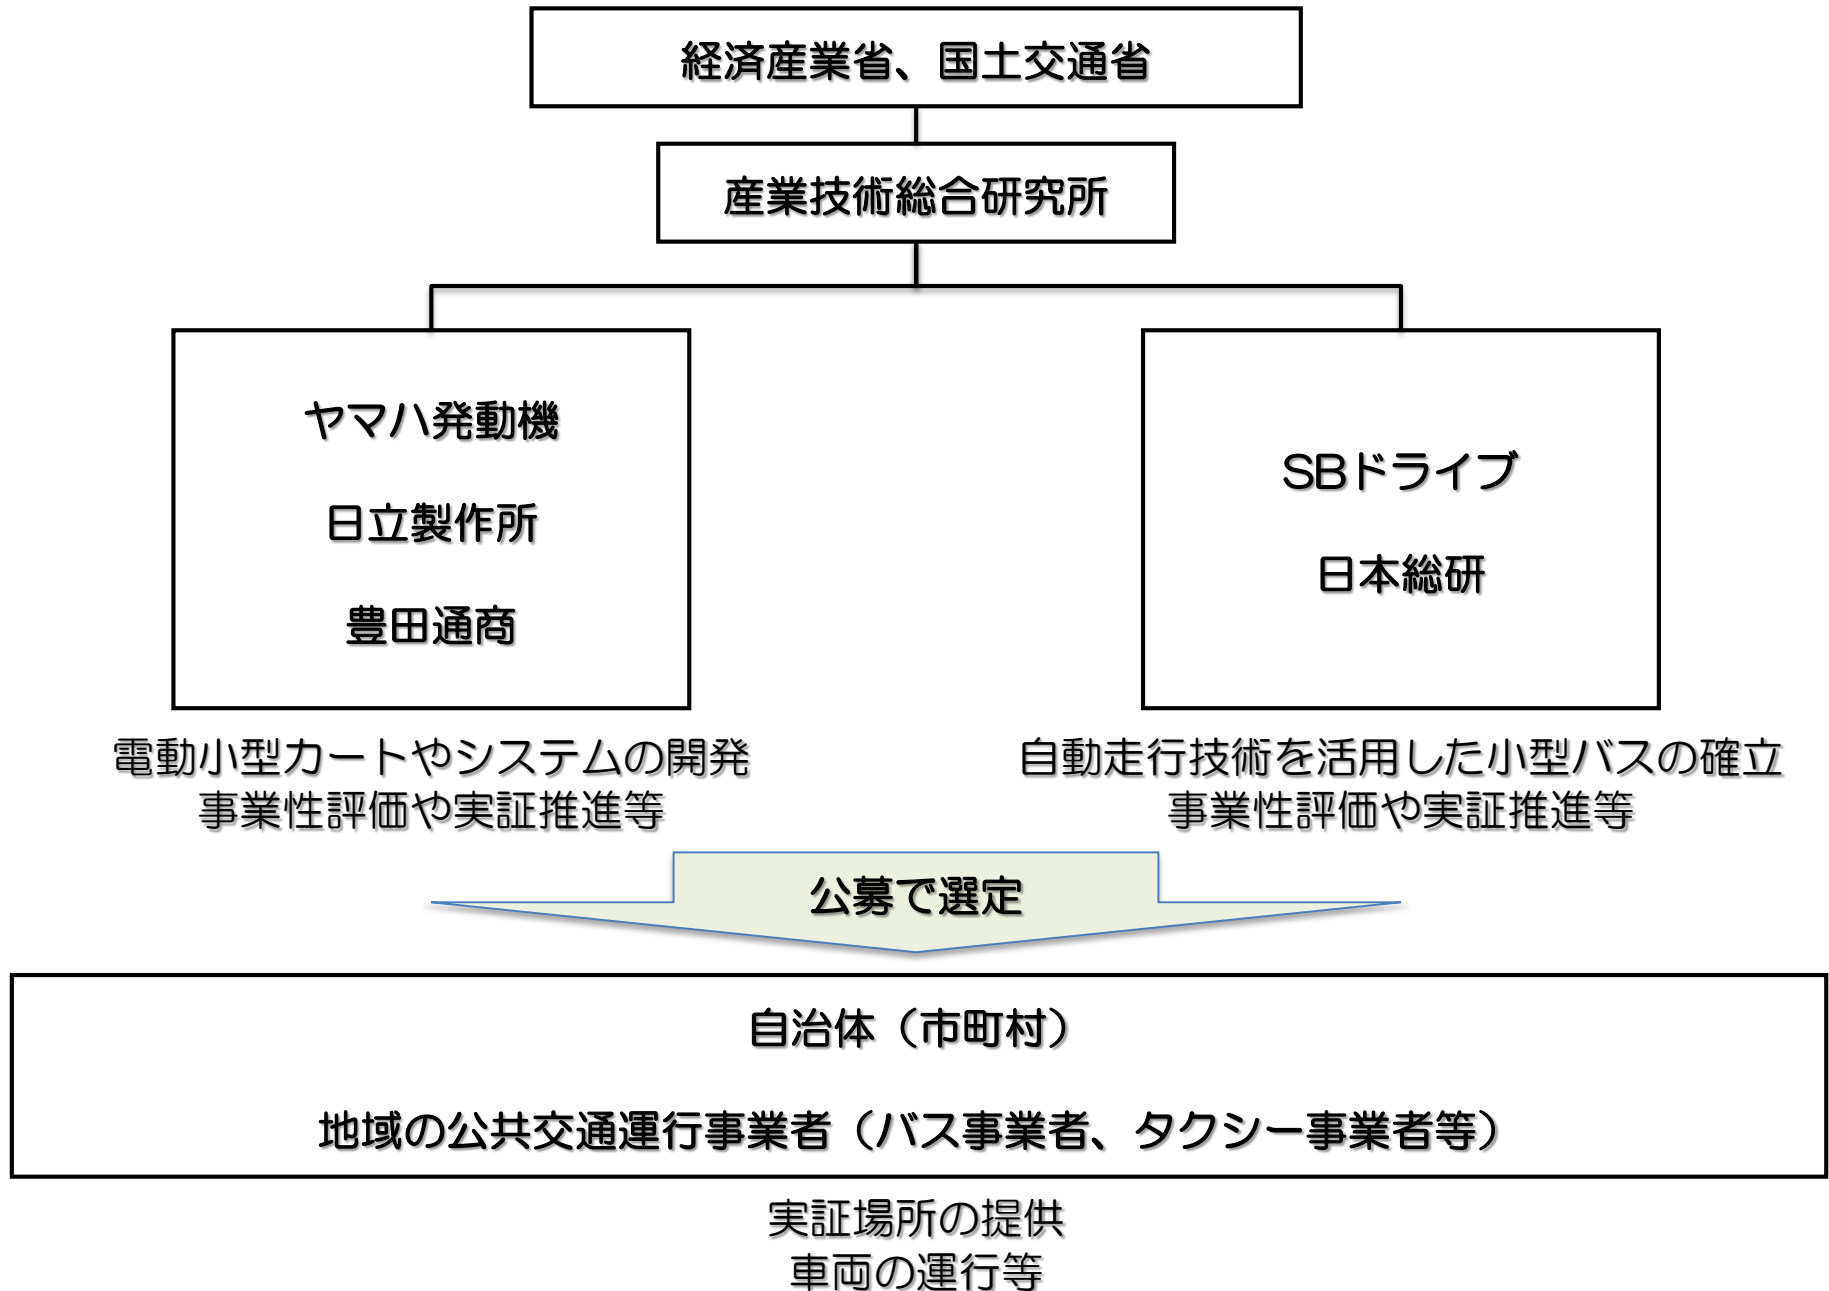 経済産業省、国土交通省
産業技術総合研究所
ヤマハ発動機
日立製作所
豊田通商
電動小型カートやシステムの開発
事業性評価や実証推進等
SBドライブ
日本総研
自動走行技術を活用した小型バスの確立
事業性評価や実証推進等
公募で選定
自治体（市町村）
地域の公共交通運行事業者（バス事業者、タクシー事業者等）
実証場所の提供
車両の運行等